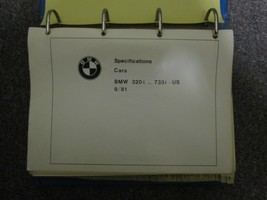 Specifications
Cars
BMW 320i .. 733i - US
9/81